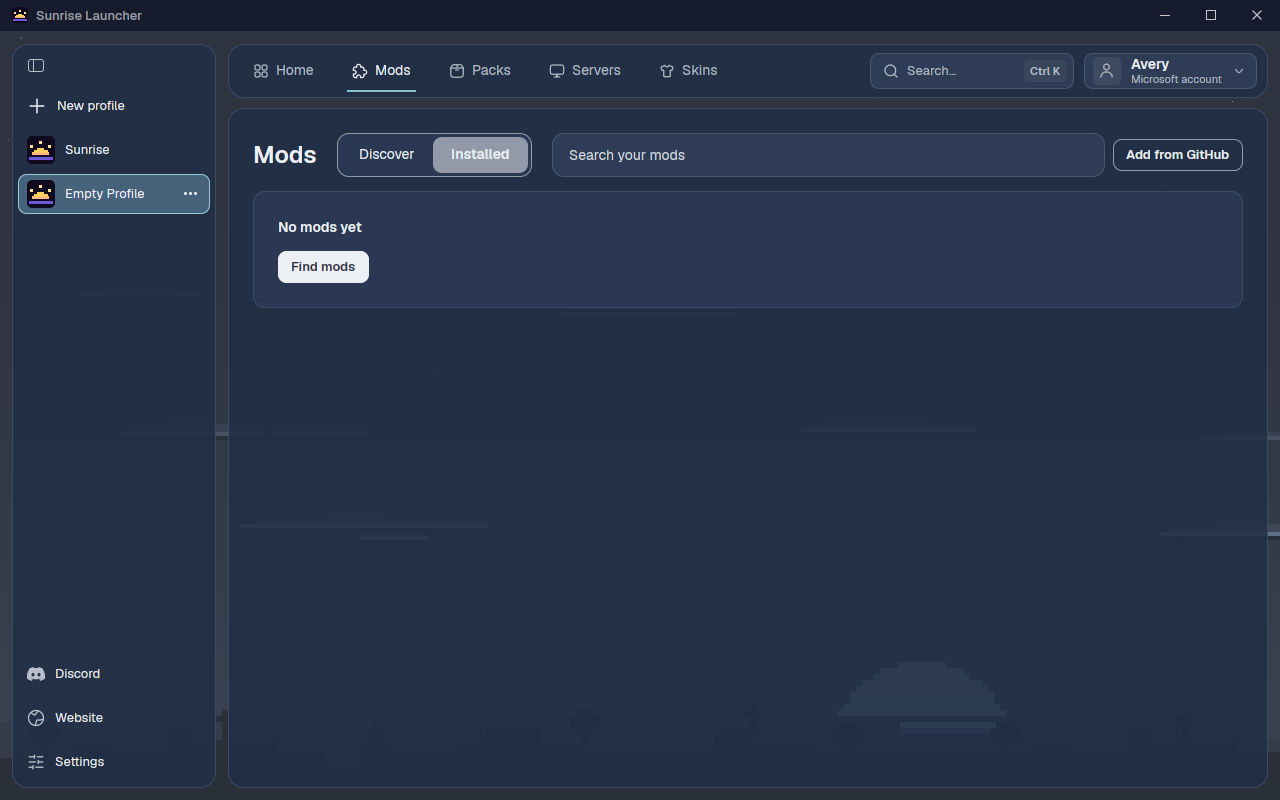 Sunrise Launcher
New profile
Sunrise
Empty Profile
Discord
Website
Settings
Home
Mods
Packs
Servers
Skins
Search...
Ctrl K
Avery
Microsoft account
Mods
Discover
Installed
Search your mods
Add from GitHub
No mods yet
Find mods